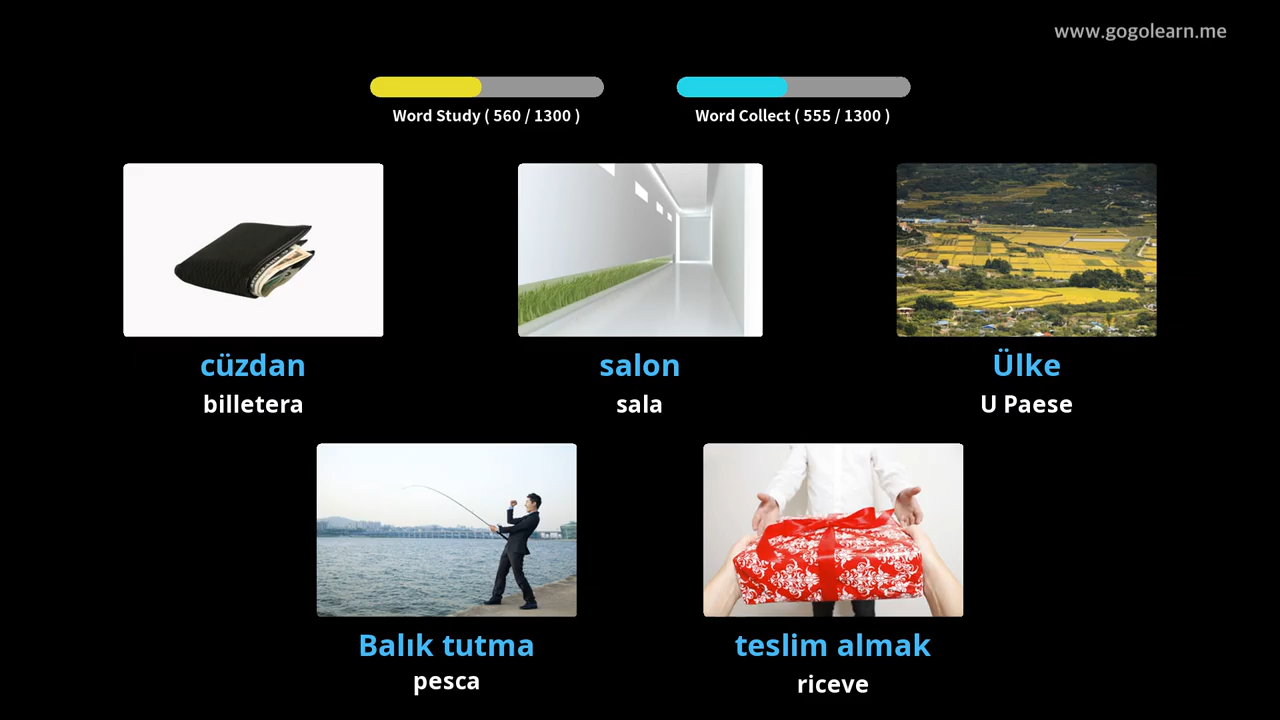 www.gogolearn.me
Word Study ( 560 / 1300 )
Word Collect ( 555 / 1300 )
cüzdan
billetera
salon
sala
Ülke
U Paese
Balık tutma
pesca
teslim almak
riceve